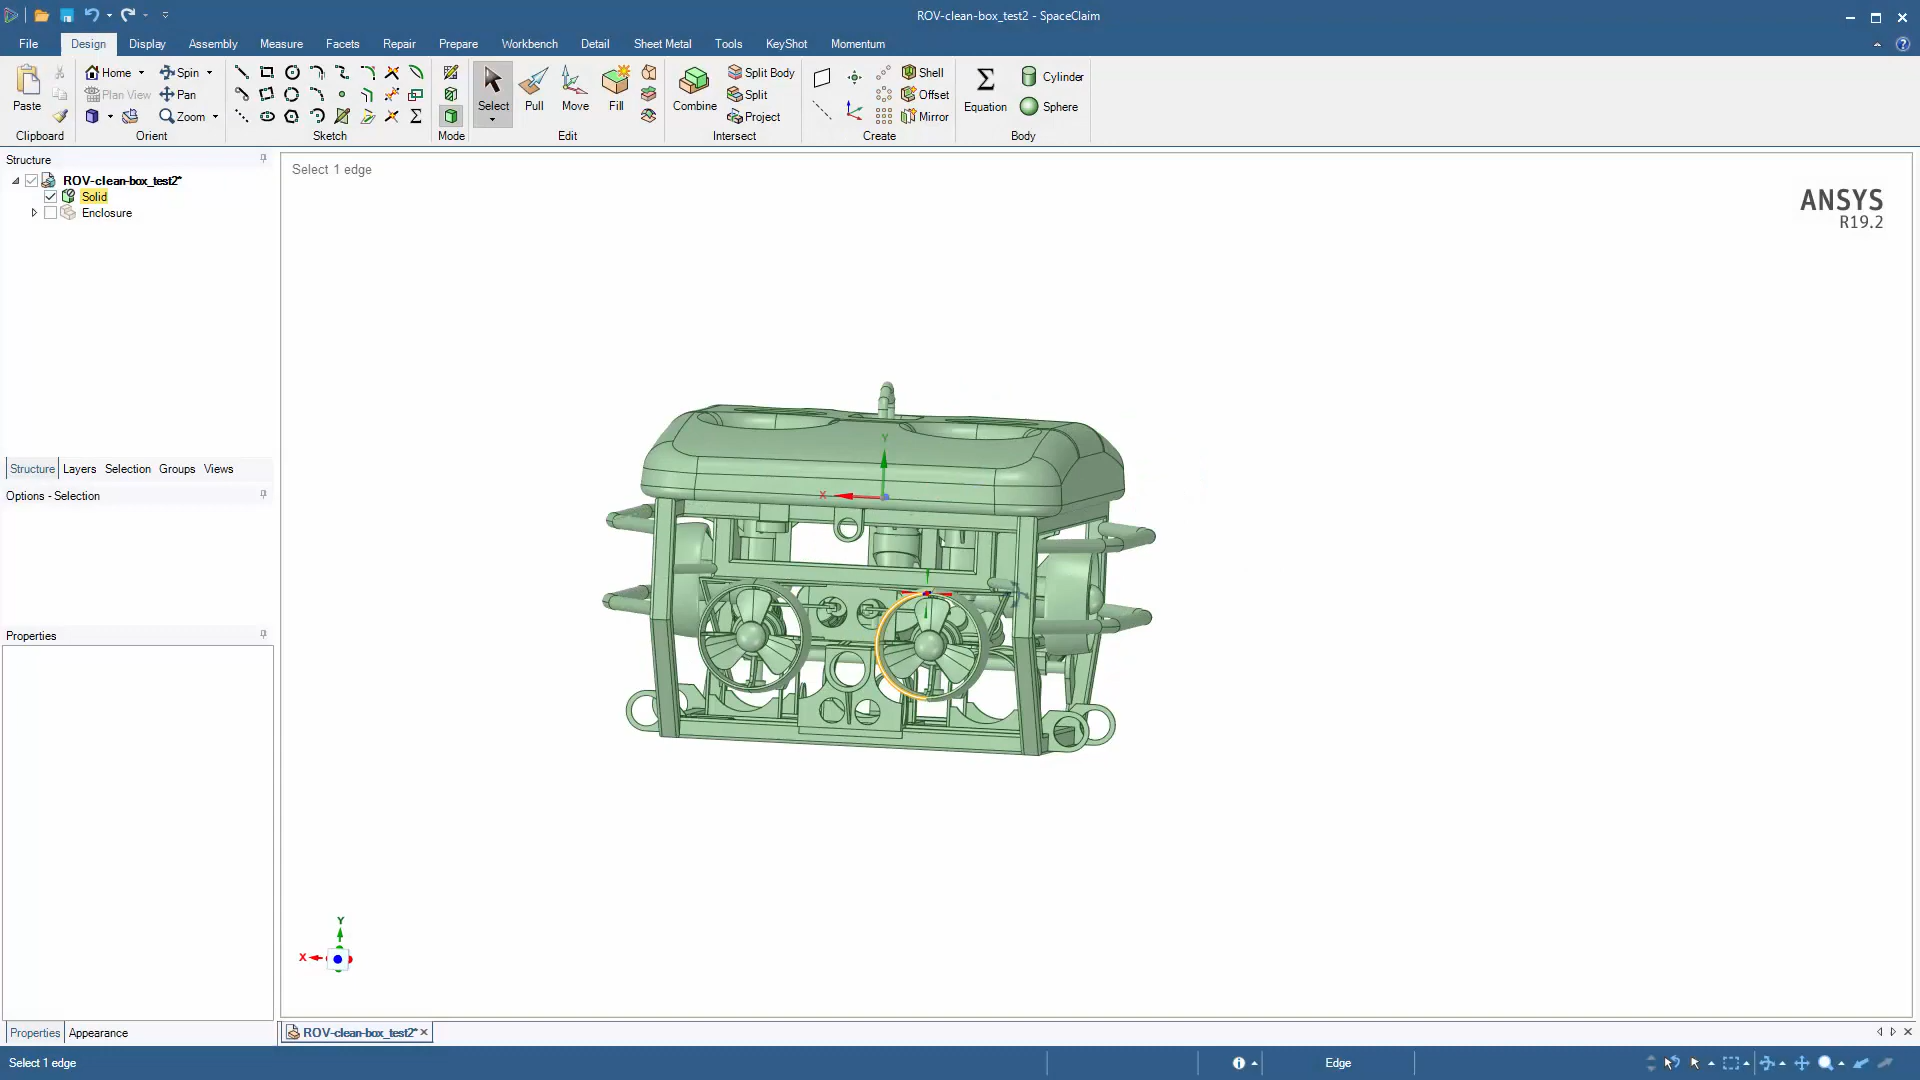 ROV-clean-box_test2 - SpaceClaim
File Design Display Assembly Measure Facets Repair Prepare Workbench Detail Sheet Metal Tools KeyShot Momentum
Paste
Home Spin
Plan View Pan
Zoom
Select Pull Move Fill
Combine
Split Body
Split
Project
Shell
Offset
Mirror
Equation
Cylinder
Sphere
Clipboard Orient Sketch Mode Edit Intersect Create Body
Structure
ROV-clean-box_test2*
Solid
Enclosure
Structure Layers Selection Groups Views
Options - Selection
Properties
Properties Appearance
Select 1 edge
ANSYS
R19.2
Y
X
Y
X
ROV-clean-box_test2*
Select 1 edge
Edge